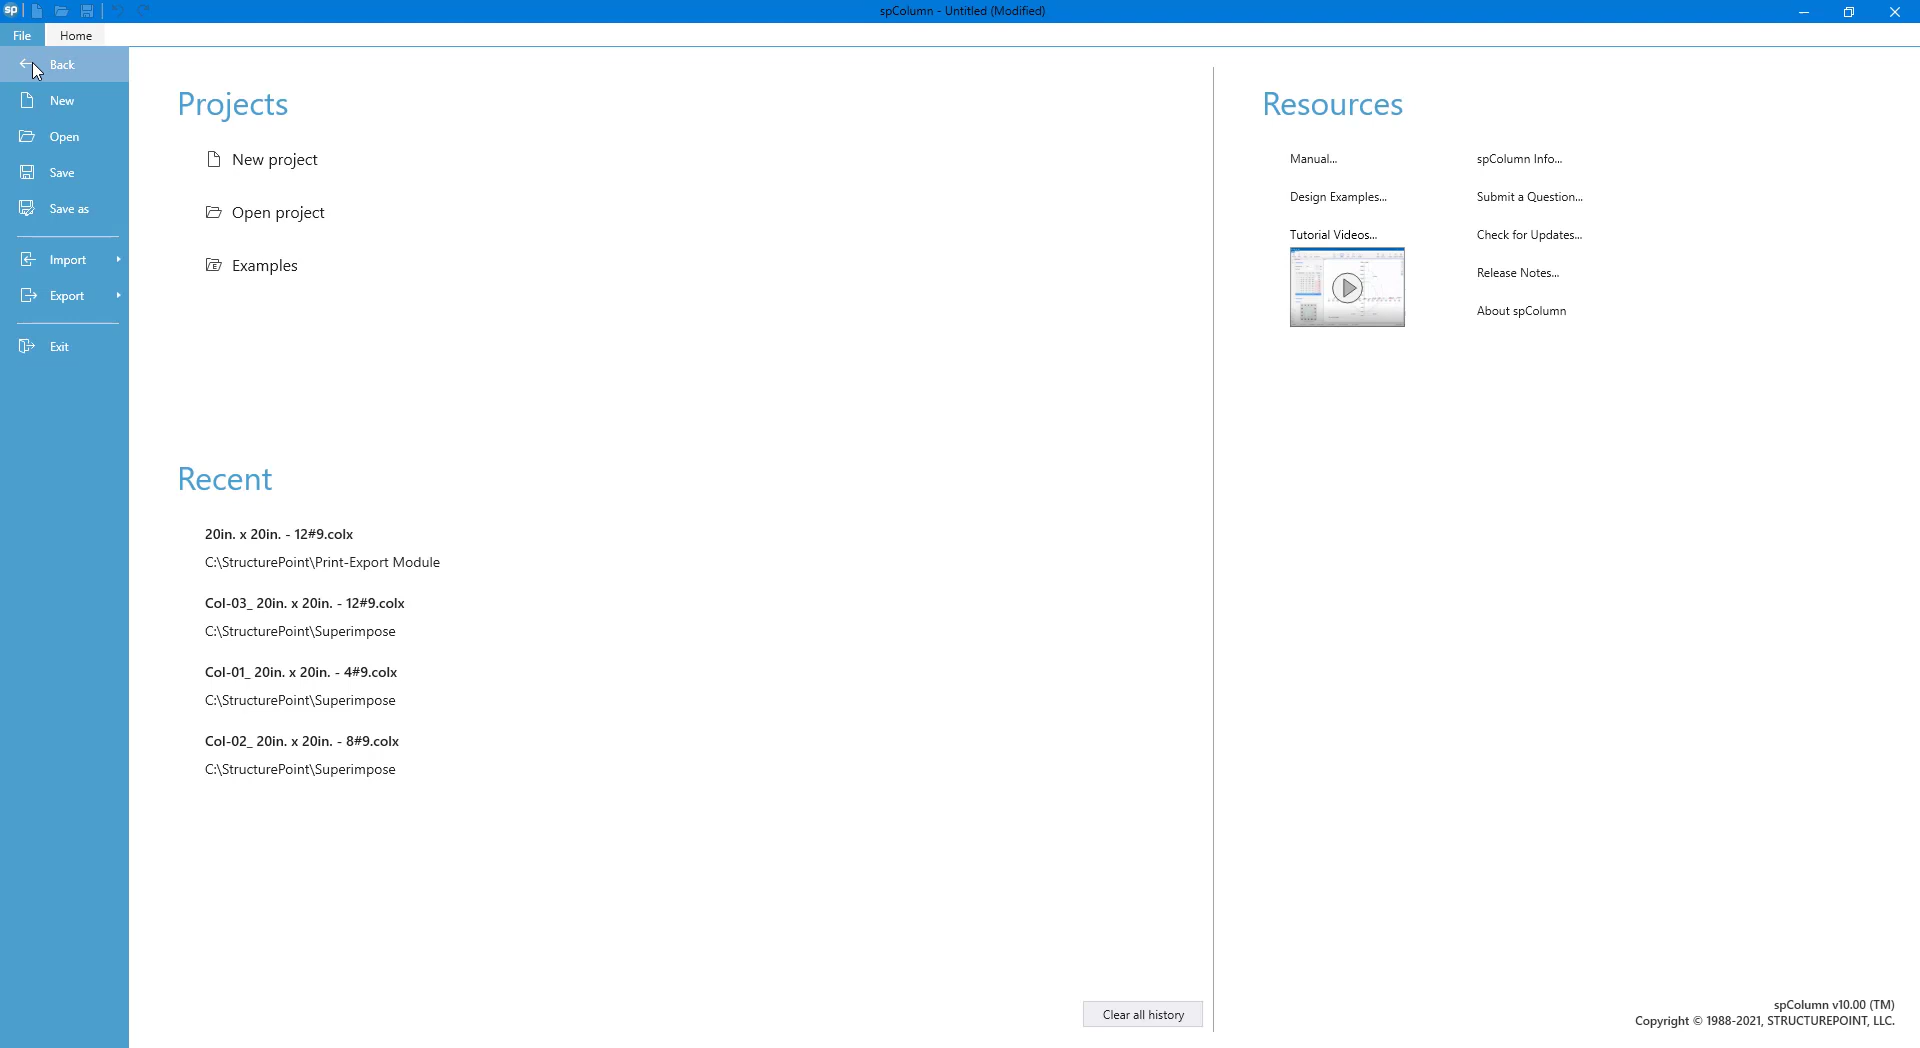 sp
spColumn - Untitled (Modified)
File
Home
Back
New
Open
Save
Save as
Import
Export
Exit
Projects
New project
Open project
Examples
Recent
20in. x 20in. - 12#9.colx
C:\StructurePoint\Print-Export Module
Col-03_ 20in. x 20in. - 12#9.colx
C:\StructurePoint\Superimpose
Col-01_ 20in. x 20in. - 4#9.colx
C:\StructurePoint\Superimpose
Col-02_ 20in. x 20in. - 8#9.colx
C:\StructurePoint\Superimpose
Clear all history
Resources
Manual...
Design Examples...
Tutorial Videos...
spColumn Info...
Submit a Question...
Check for Updates...
Release Notes...
About spColumn
spColumn v10.00 (TM)
Copyright © 1988-2021, STRUCTUREPOINT, LLC.